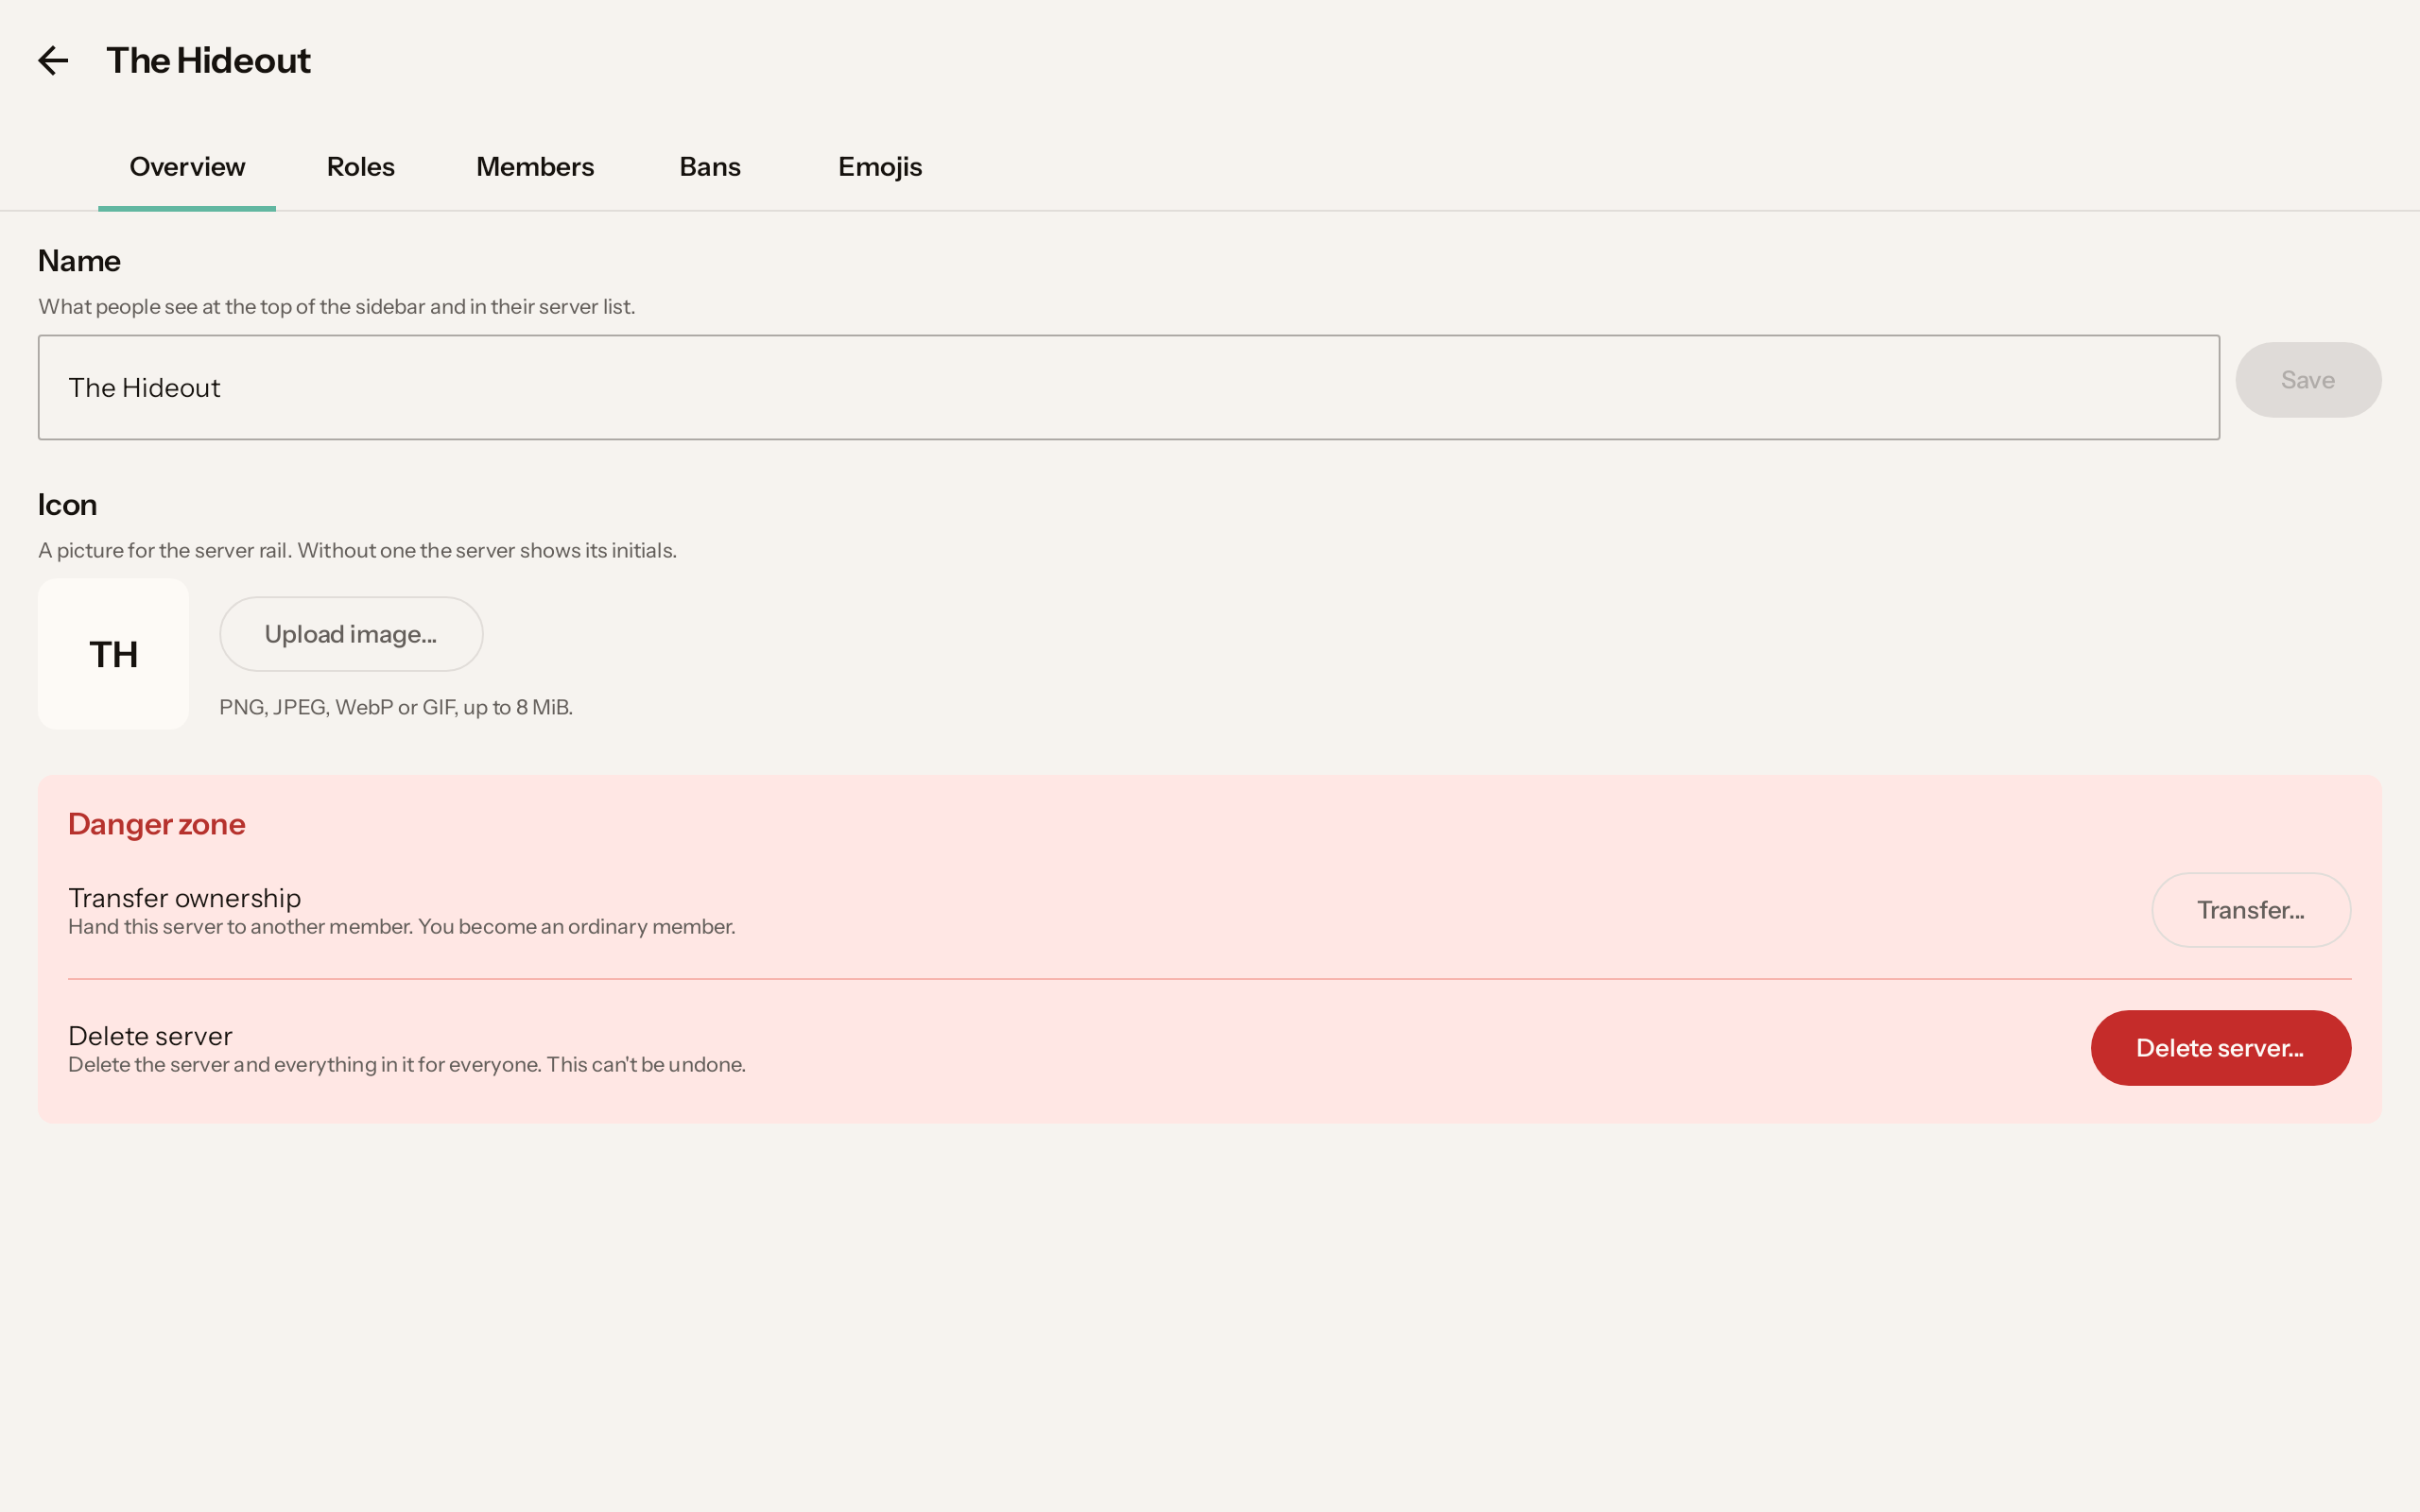 The Hideout
Overview Roles Members Bans Emojis
Name
What people see at the top of the sidebar and in their server list.
The Hideout
Save
Icon
A picture for the server rail. Without one the server shows its initials.
TH
Upload image...
PNG, JPEG, WebP or GIF, up to 8 MiB.
Danger zone
Transfer ownership
Hand this server to another member. You become an ordinary member.
Transfer...
Delete server
Delete the server and everything in it for everyone. This can't be undone.
Delete server...